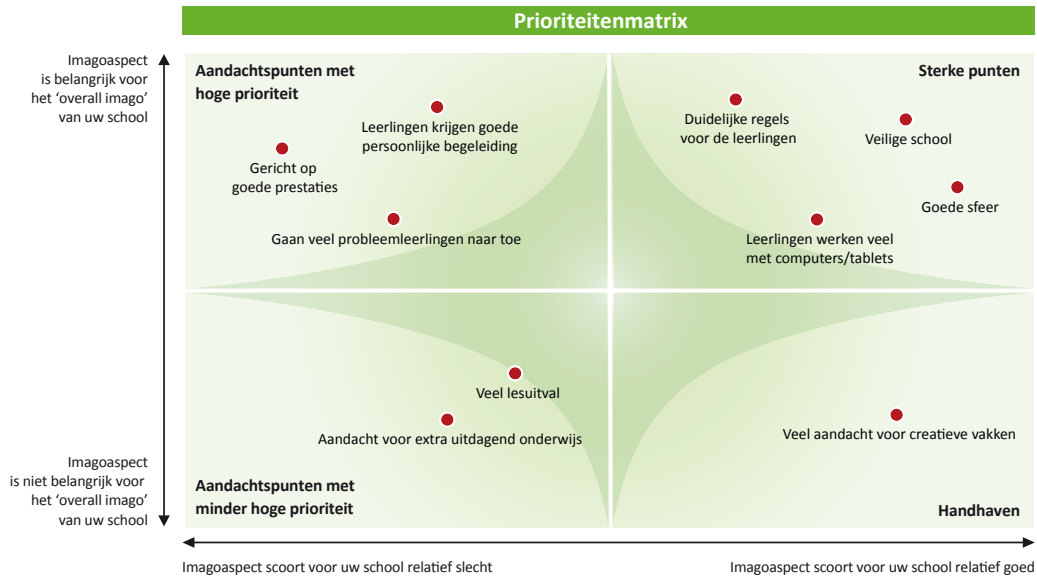 Prioriteitenmatrix
Imagoaspect
is belangrijk voor
het ‘overall imago’
van uw school
Aandachtspunten met
hoge prioriteit
Sterke punten
Leerlingen krijgen goede
persoonlijke begeleiding
Gericht op
goede prestaties
Gaan veel probleemleerlingen naar toe
Duidelijke regels
voor de leerlingen
Veilige school
Goede sfeer
Leerlingen werken veel
met computers/tablets
Veel lesuitval
Aandacht voor extra uitdagend onderwijs
Veel aandacht voor creatieve vakken
Imagoaspect
is niet belangrijk voor
het ‘overall imago’
van uw school
Aandachtspunten met
minder hoge prioriteit
Handhaven
Imagoaspect scoort voor uw school relatief slecht
Imagoaspect scoort voor uw school relatief goed